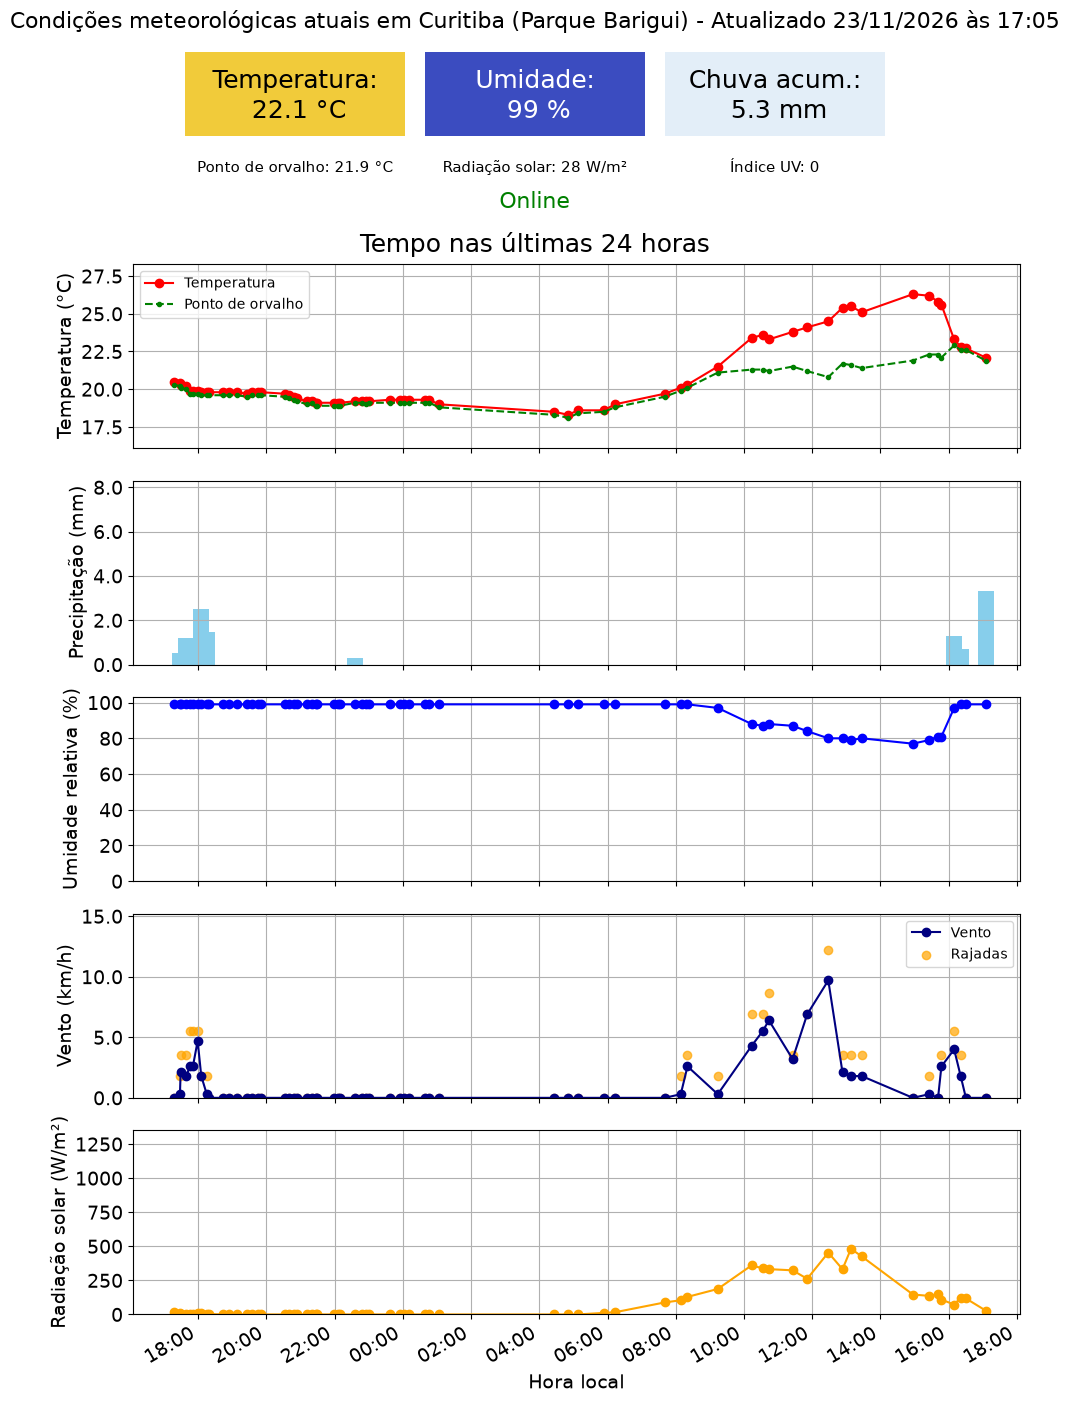 Condições meteorológicas atuais em Curitiba (Parque Barigui) - Atualizado 23/11/2026 às 17:05
Temperatura:
22.1 °C
Umidade:
99 %
Chuva acum.:
5.3 mm
Ponto de orvalho: 21.9 °C
Radiação solar: 28 W/m²
Índice UV: 0
Online
Tempo nas últimas 24 horas
Temperatura (°C)
27.5
25.0
22.5
20.0
17.5
Temperatura
Ponto de orvalho
Precipitação (mm)
8.0
6.0
4.0
2.0
0.0
Umidade relativa (%)
100
80
60
40
20
0
Vento (km/h)
15.0
10.0
5.0
0.0
Vento
Rajadas
Radiação solar (W/m²)
1250
1000
750
500
250
0
18:00
20:00
22:00
00:00
02:00
04:00
06:00
08:00
10:00
12:00
14:00
16:00
18:00
Hora local